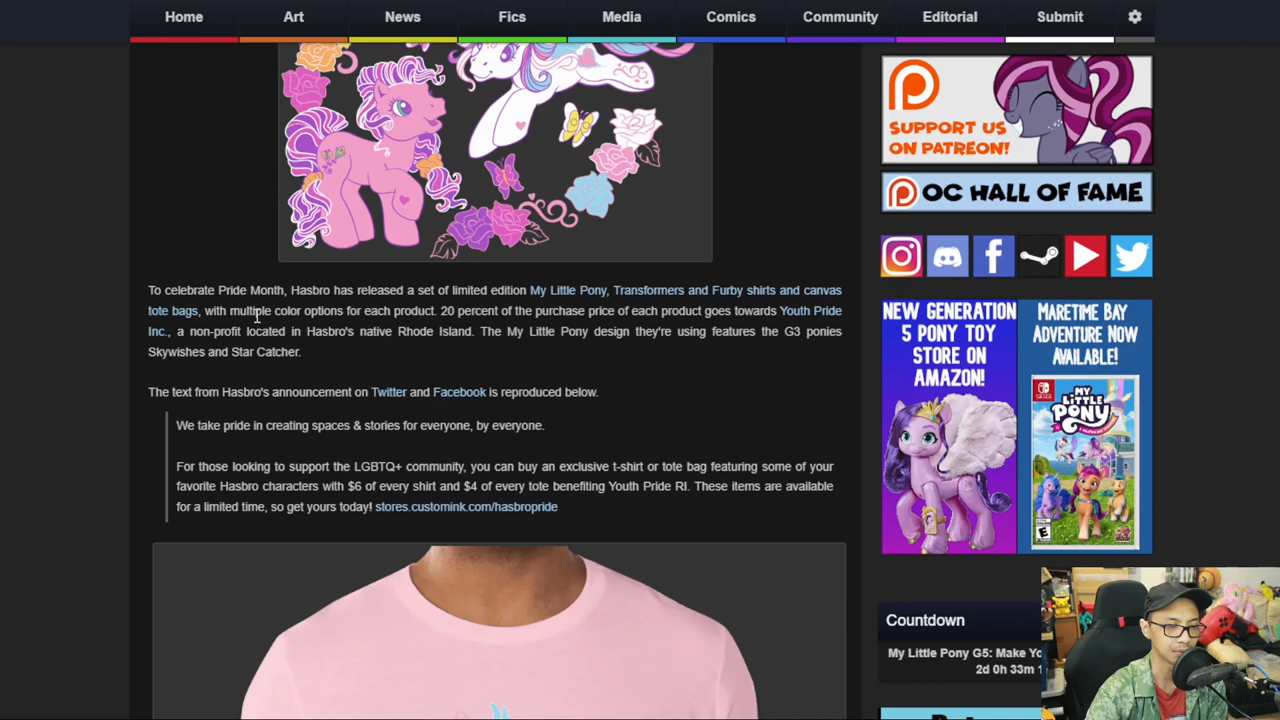 Home Art News Fics Media Comics Community Editorial Submit
SUPPORT US
ON PATREON!
OC HALL OF FAME
To celebrate Pride Month, Hasbro has released a set of limited edition My Little Pony, Transformers and Furby shirts and canvas
tote bags, with multiple color options for each product. 20 percent of the purchase price of each product goes towards Youth Pride
Inc., a non-profit located in Hasbro's native Rhode Island. The My Little Pony design they're using features the G3 ponies
Skywishes and Star Catcher.
The text from Hasbro's announcement on Twitter and Facebook is reproduced below.
We take pride in creating spaces & stories for everyone, by everyone.
For those looking to support the LGBTQ+ community, you can buy an exclusive t-shirt or tote bag featuring some of your
favorite Hasbro characters with $6 of every shirt and $4 of every tote benefiting Youth Pride RI. These items are available
for a limited time, so get yours today! stores.customink.com/hasbropride
NEW GENERATION
5 PONY TOY
STORE ON
AMAZON!
MARETIME BAY
ADVENTURE NOW
AVAILABLE!
MY
LITTLE
PONY
E
Countdown
My Little Pony G5: Make Yo
2d 0h 33m 1